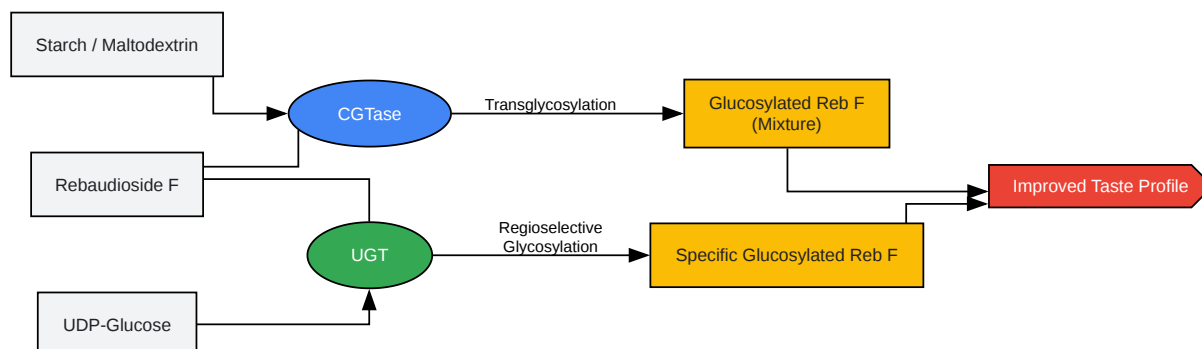 Starch / Maltodextrin
CGTase
Transglycosylation
Glucosylated Reb F
(Mixture)
Rebaudioside F
Improved Taste Profile
UGT
Regioselective
Glycosylation
Specific Glucosylated Reb F
UDP-Glucose